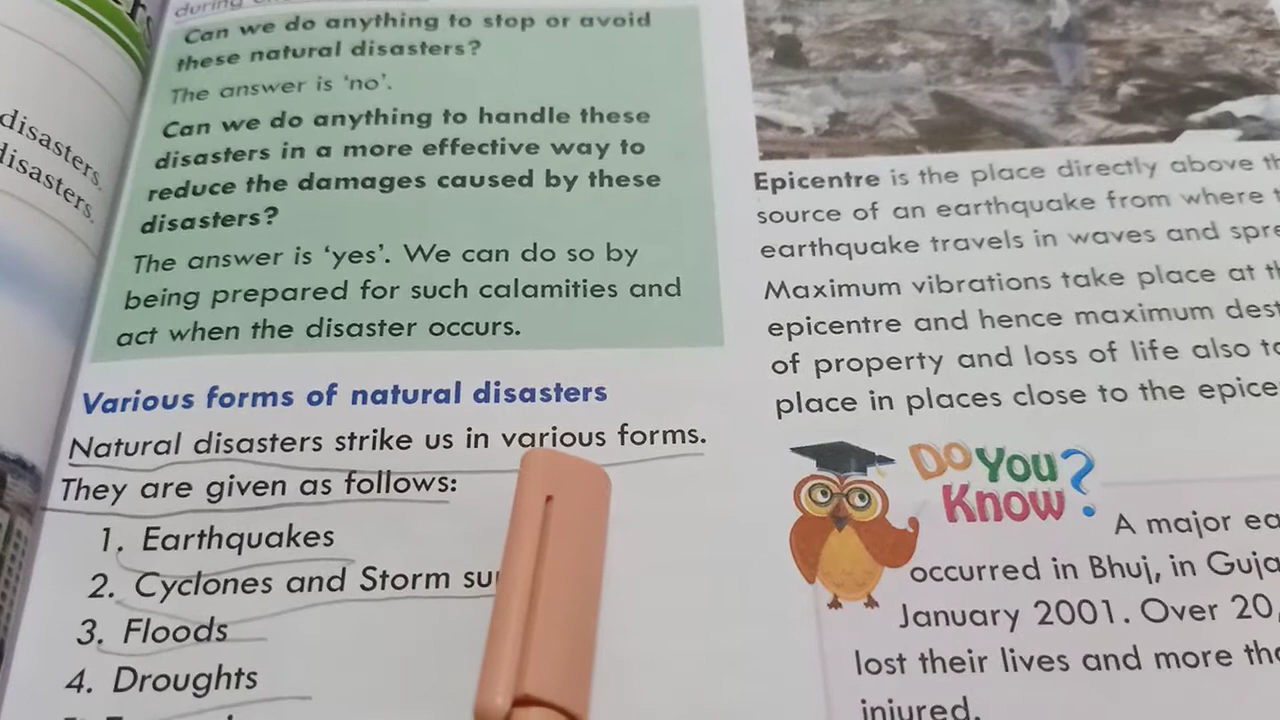 disasters.
disasters.
during
Can we do anything to stop or avoid
these natural disasters?
The answer is 'no'.
Can we do anything to handle these
disasters in a more effective way to
reduce the damages caused by these
disasters?
The answer is 'yes'. We can do so by
being prepared for such calamities and
act when the disaster occurs.
Various forms of natural disasters
Natural disasters strike us in various forms.
They are given as follows:
1. Earthquakes
2. Cyclones and Storm
3. Floods
4. Droughts
Epicentre is the place directly above
source of an earthquake from where
earthquake travels in waves and
Maximum vibrations take place at
epicentre and hence maximum
of property and loss of life also
place in places close to the
DO You
Know?
A major
occurred in Bhuj, in
January 2001. Over 20,
lost their lives and more
injured.